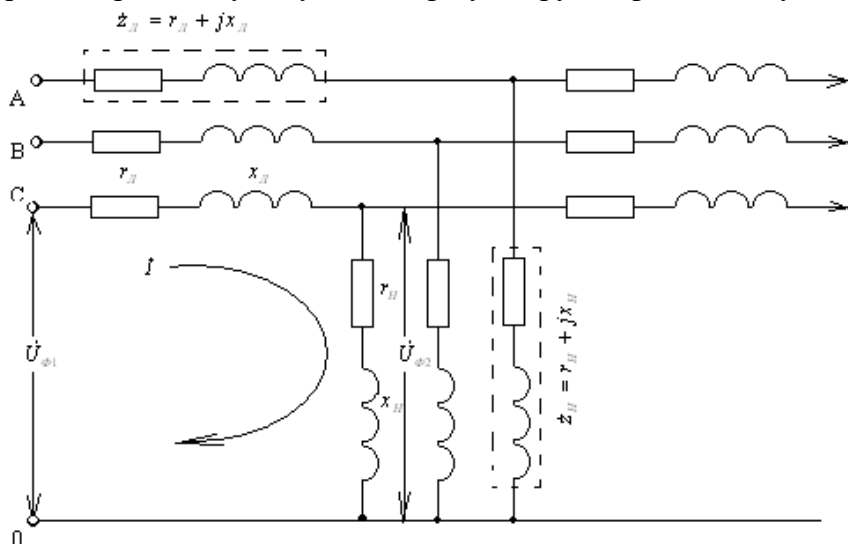 ż_Л = r_Л + jx_Л
A
B
r_Л x_Л
C
İ
r_Н
U̇_Ф1
U̇_Ф2
x_Н
ż_Н = r_Н + jx_Н
0